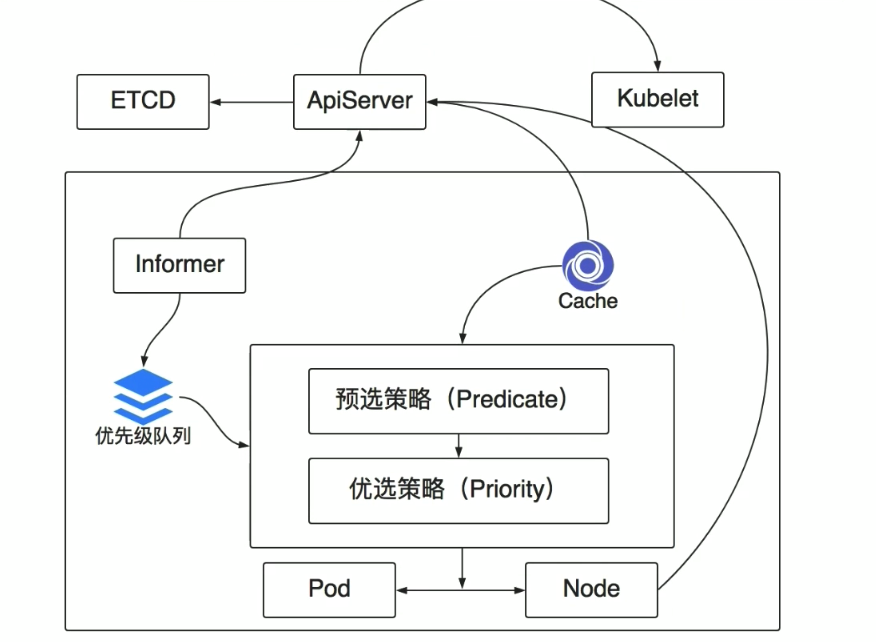 ETCD
ApiServer
Kubelet
Informer
Cache
预选策略（Predicate）
优先级队列
优选策略（Priority）
Pod
Node